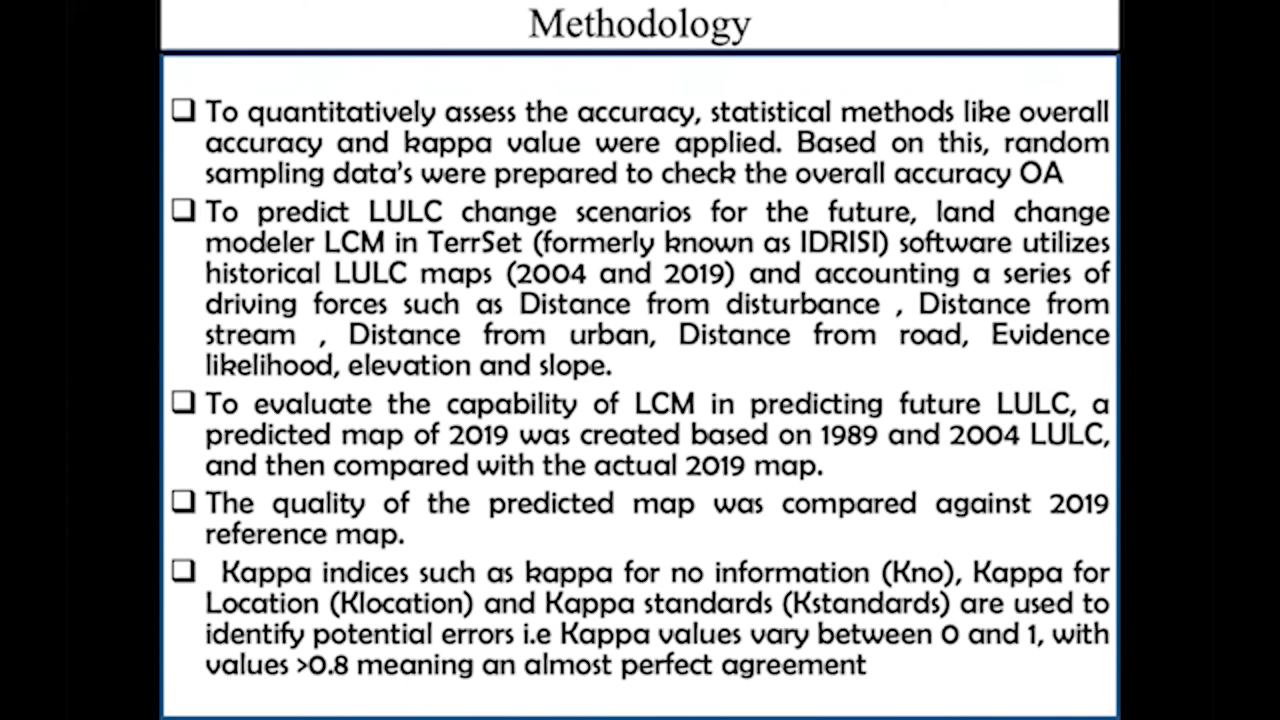 Methodology
❑ To quantitatively assess the accuracy, statistical methods like overall
accuracy and kappa value were applied. Based on this, random
sampling data's were prepared to check the overall accuracy OA
❑ To predict LULC change scenarios for the future, land change
modeler LCM in TerrSet (formerly known as IDRISI) software utilizes
historical LULC maps (2004 and 2019) and accounting a series of
driving forces such as Distance from disturbance , Distance from
stream , Distance from urban, Distance from road, Evidence
likelihood, elevation and slope.
❑ To evaluate the capability of LCM in predicting future LULC, a
predicted map of 2019 was created based on 1989 and 2004 LULC,
and then compared with the actual 2019 map.
❑ The quality of the predicted map was compared against 2019
reference map.
❑ Kappa indices such as kappa for no information (Kno), Kappa for
Location (Klocation) and Kappa standards (Kstandards) are used to
identify potential errors i.e Kappa values vary between 0 and 1, with
values >0.8 meaning an almost perfect agreement